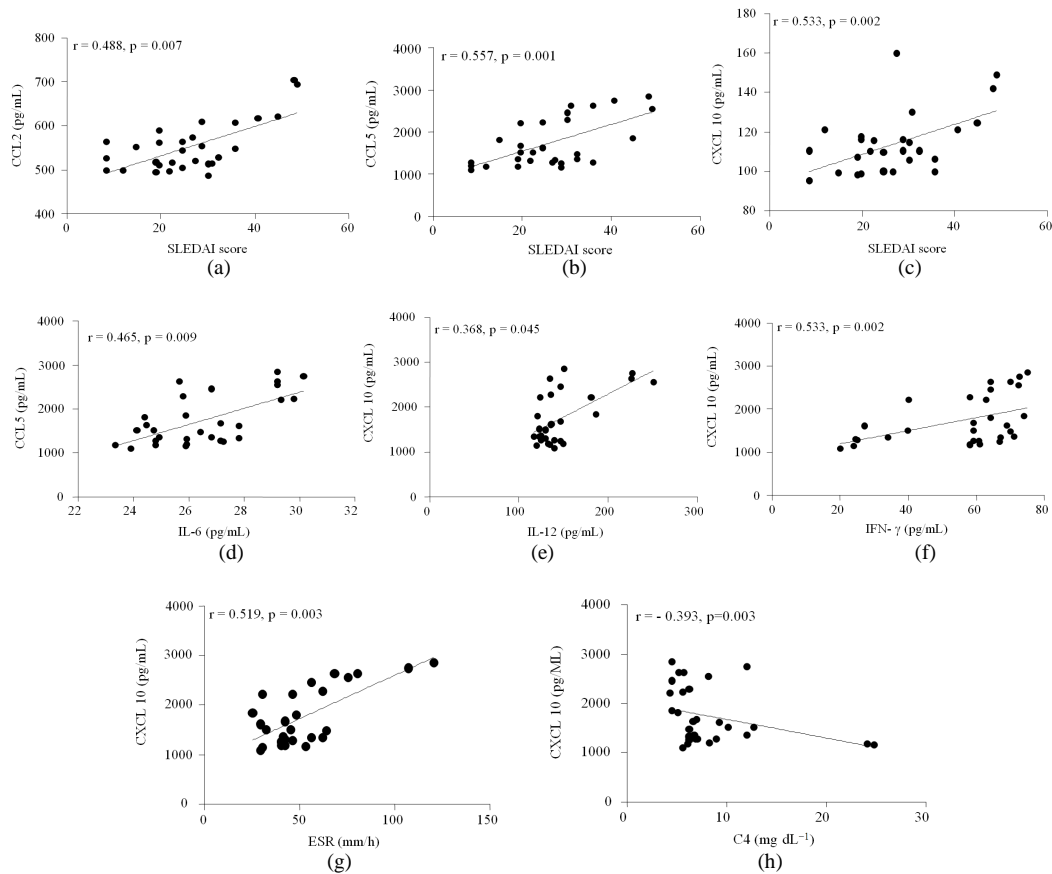 r = 0.488, p = 0.007
CCL2
(pg/mL)
800
700
600
500
400
0 20 40 60
SLEDAI score
(a)
r = 0.557, p = 0.001
CCL5
(pg/mL)
4000
3000
2000
1000
0
0 20 40 60
SLEDAI score
(b)
r = 0.533, p = 0.002
CXCL 10
(pg/mL)
180
160
140
120
100
80
0 20 40 60
SLEDAI score
(c)
r = 0.465, p = 0.009
CCL5 (pg/mL)
4000
3000
2000
1000
0
22 24 26 28 30 32
IL-6 (pg/mL)
(d)
r = 0.368, p = 0.045
CXCL 10 (pg/mL)
4000
3000
2000
1000
0
0 100 200 300
IL-12 (pg/mL)
(e)
r = 0.533, p = 0.002
CXCL 10 (pg/mL)
4000
3000
2000
1000
0
0 20 40 60 80
IFN- γ (pg/mL)
(f)
r = 0.519, p = 0.003
CXCL 10 (pg/mL)
4000
3000
2000
1000
0
0 50 100 150
ESR (mm/h)
(g)
r = - 0.393, p=0.003
CXCL 10 (pg/ML)
4000
3000
2000
1000
0
0 10 20 30
C4 (mg dL⁻¹)
(h)